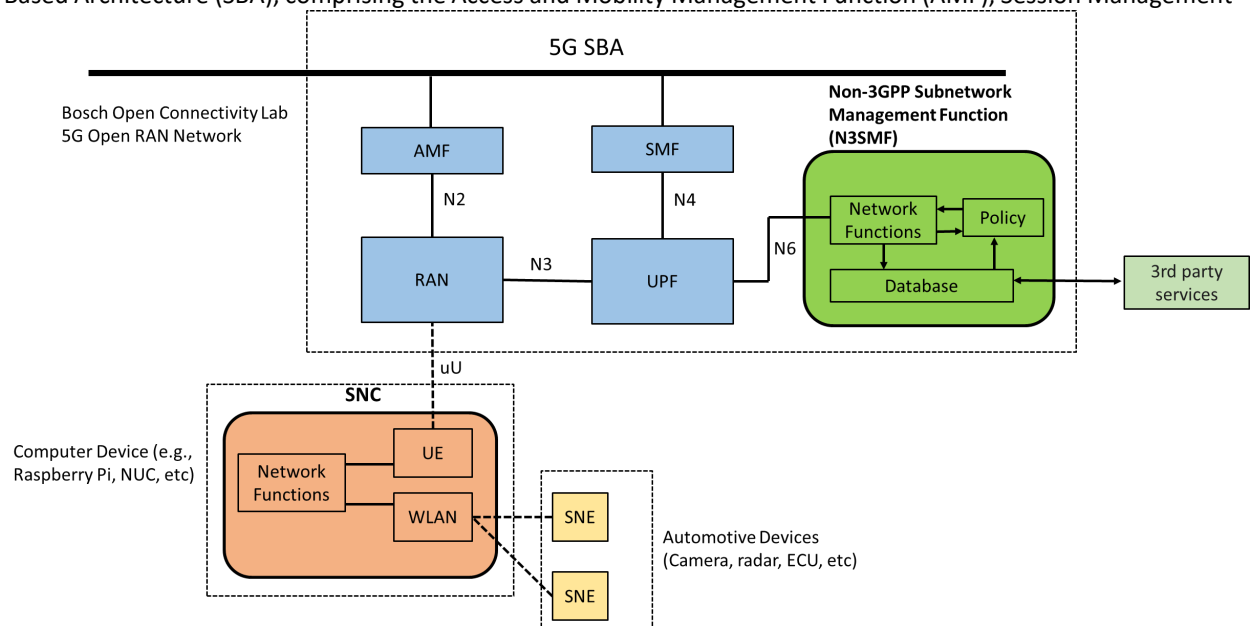 Based Architecture (SBA), comprising the Access and Mobility Management Function (AMF), Session Management
5G SBA
Bosch Open Connectivity Lab
5G Open RAN Network
Non-3GPP Subnetwork
Management Function
(N3SMF)
AMF
SMF
N2
N4
Network
Functions
Policy
N6
RAN
N3
UPF
Database
3rd party
services
uU
SNC
Computer Device (e.g.,
Raspberry Pi, NUC, etc)
UE
Network
Functions
WLAN
SNE
Automotive Devices
(Camera, radar, ECU, etc)
SNE